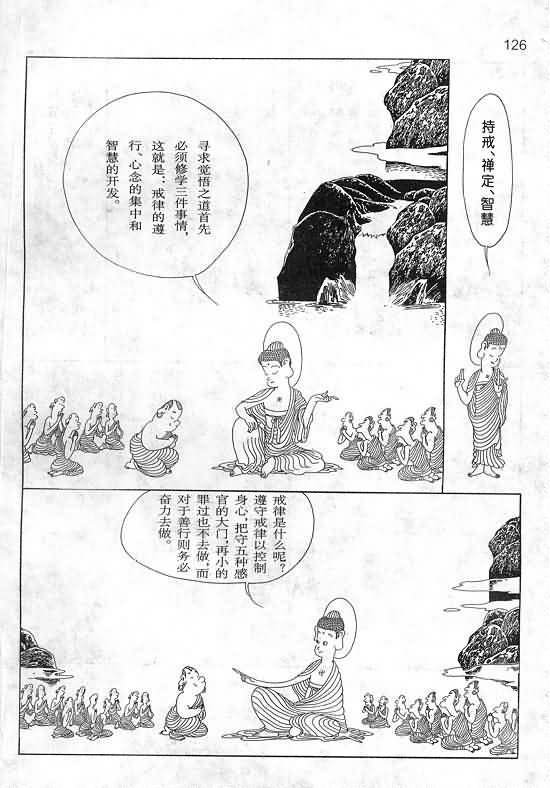 126
持戒、禅定、智慧
寻求觉悟之道首先
必须修学三件事情，
这就是：戒律的遵
行、心念的集中和
智慧的开发。
戒律是什么呢？
遵守戒律以控制
身心，把守五种感
官的大门，再小的
罪过也不去做，而
对于善行则务必
奋力去做。